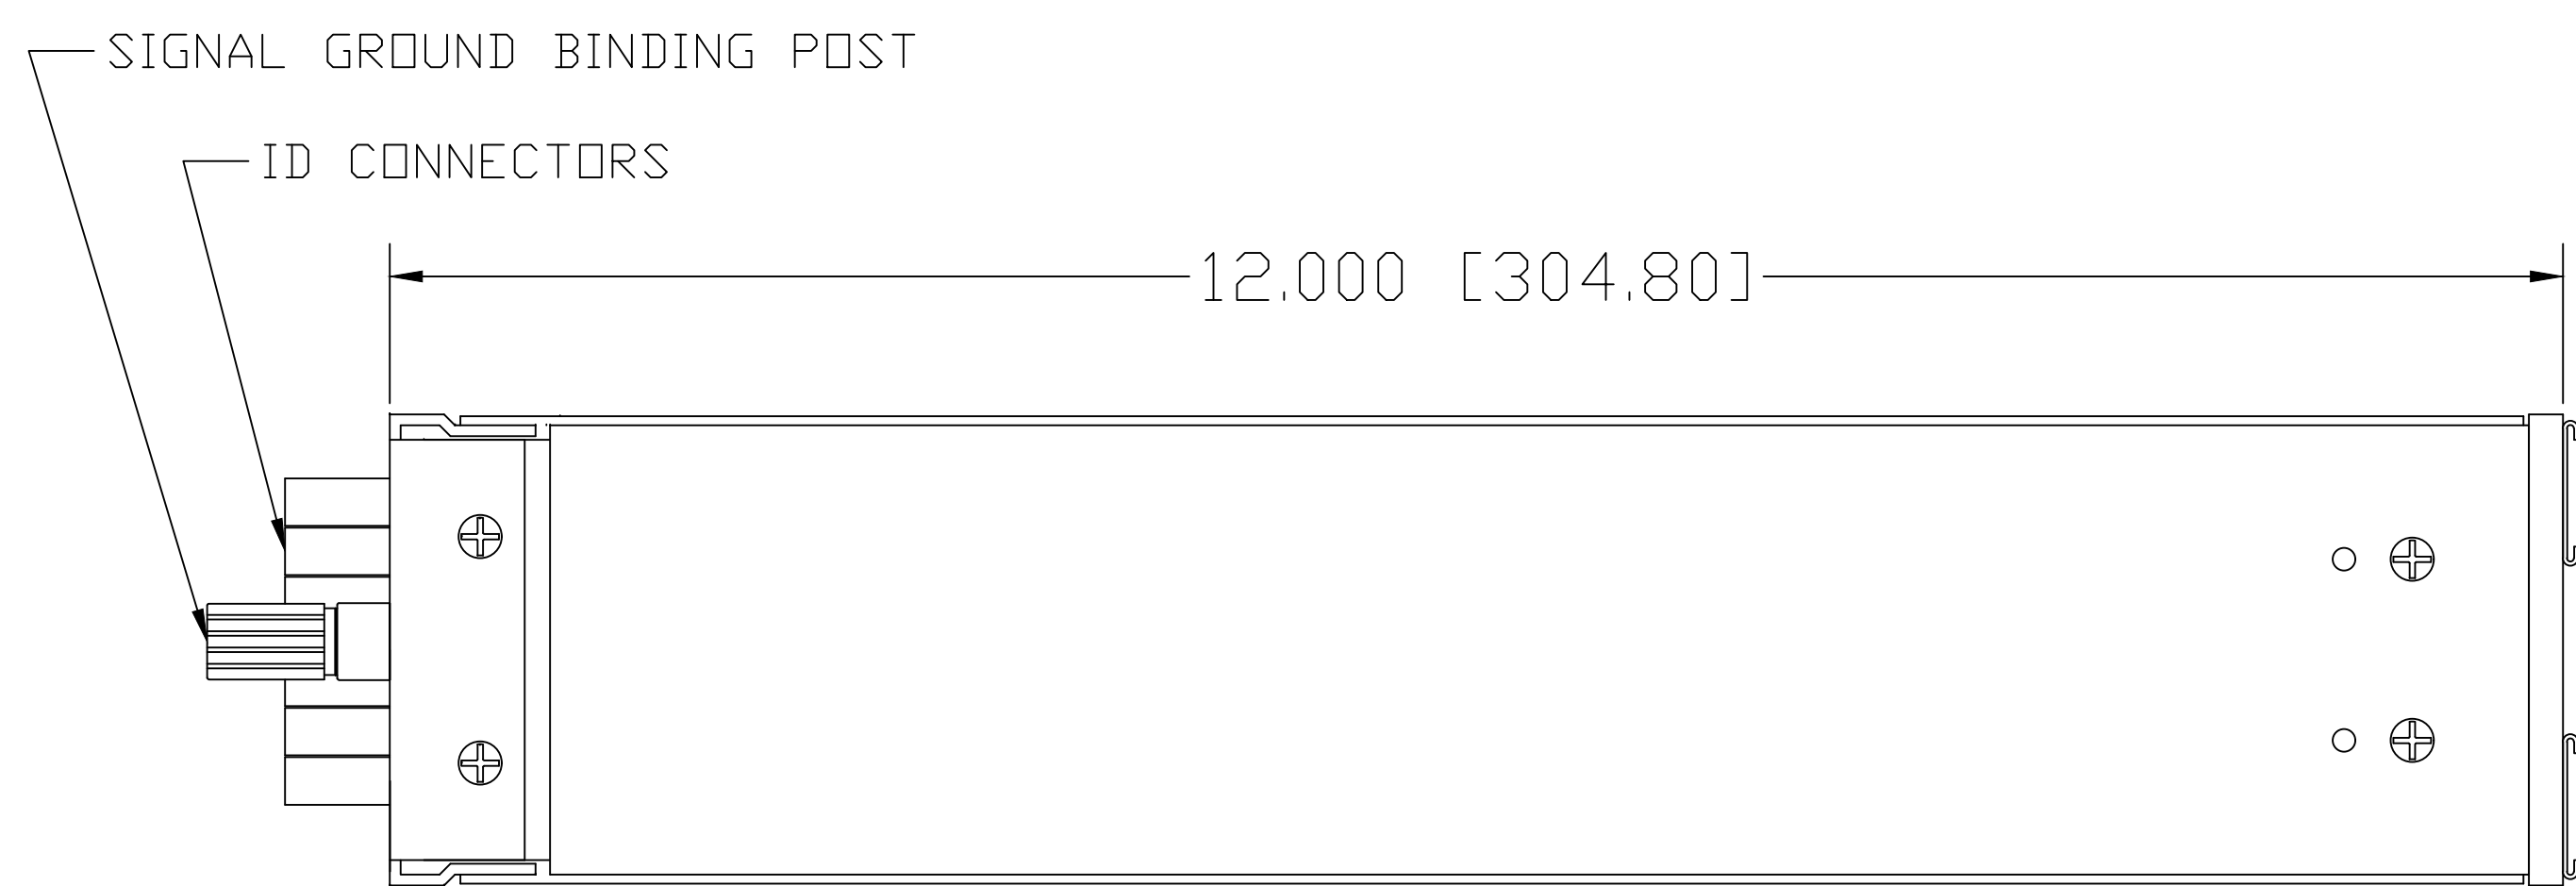 SIGNAL GROUND BINDING POST
ID CONNECTORS
12.000 [304.80]